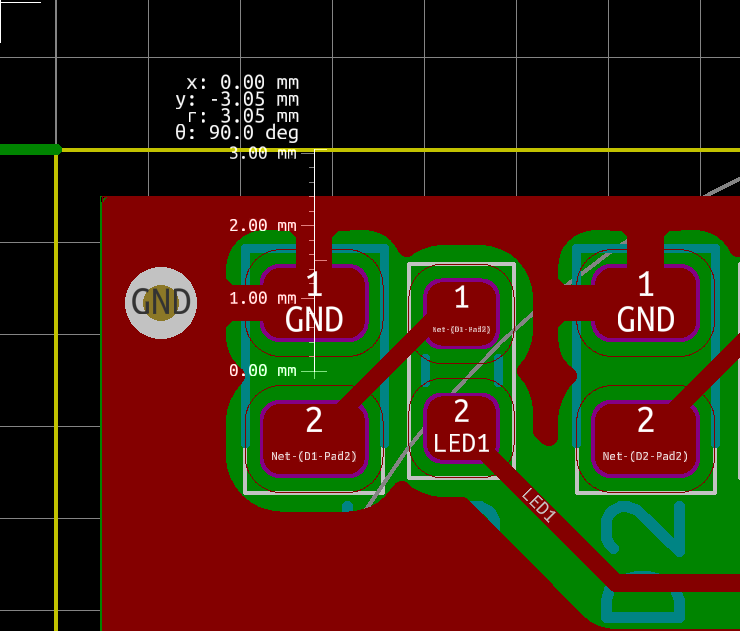 x: 0.00 mm
y: -3.05 mm
r: 3.05 mm
θ: 90.0 deg
3.00 mm
2.00 mm
1.00 mm
0.00 mm
GND
1
GND
2
Net-(D1-Pad2)
1
Net-(D1-Pad2)
2
LED1
LED1
1
GND
2
Net-(D2-Pad2)
D2